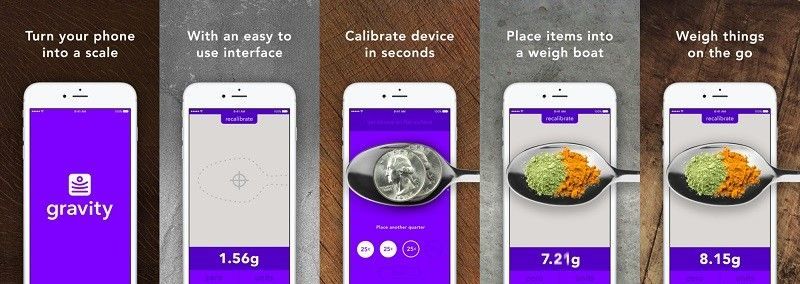 Turn your phone
into a scale
gravity
With an easy to
use interface
recalibrate
1.56g
Calibrate device
in seconds
Place another quarter
25¢
25¢
25¢
Place items into
a weigh boat
recalibrate
7.21g
Weigh things
on the go
recalibrate
8.15g